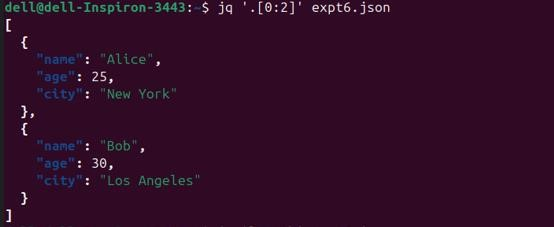 dell@dell-Inspiron-3443:~$ jq '.[0:2]' expt6.json
[
  {
    "name": "Alice",
    "age": 25,
    "city": "New York"
  },
  {
    "name": "Bob",
    "age": 30,
    "city": "Los Angeles"
  }
]